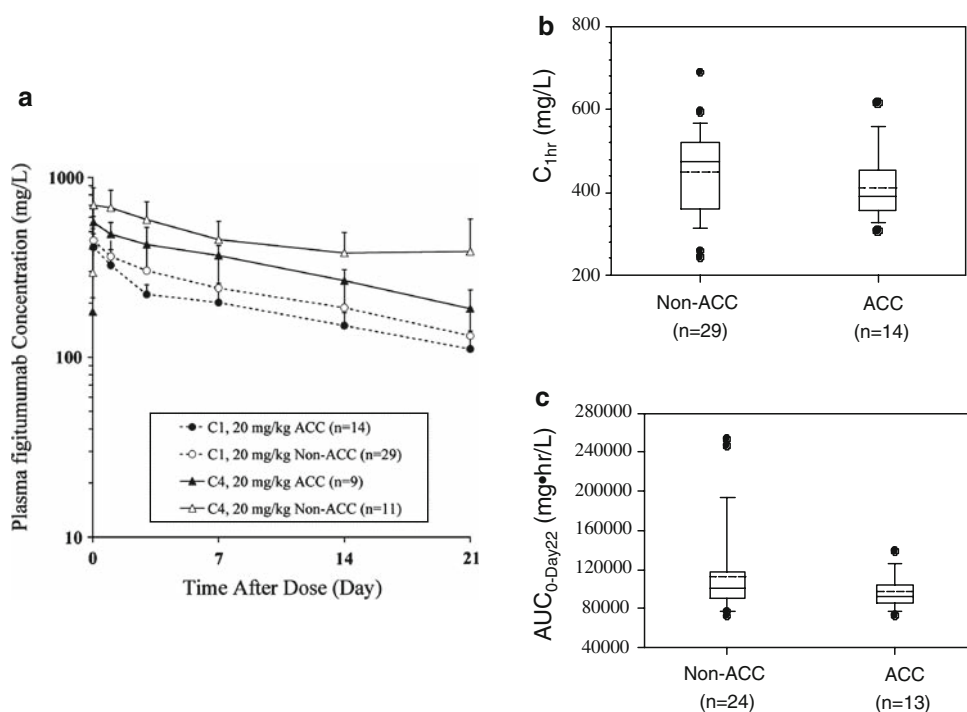 a
Plasma figitumumab Concentration (mg/L)
1000
100
10
0
7
14
21
Time After Dose (Day)
C1, 20 mg/kg ACC (n=14)
C1, 20 mg/kg Non-ACC (n=29)
C4, 20 mg/kg ACC (n=9)
C4, 20 mg/kg Non-ACC (n=11)
b
C1hr (mg/L)
800
600
400
200
Non-ACC
(n=29)
ACC
(n=14)
c
AUC0-Day22 (mg•hr/L)
280000
240000
200000
160000
120000
80000
40000
Non-ACC
(n=24)
ACC
(n=13)